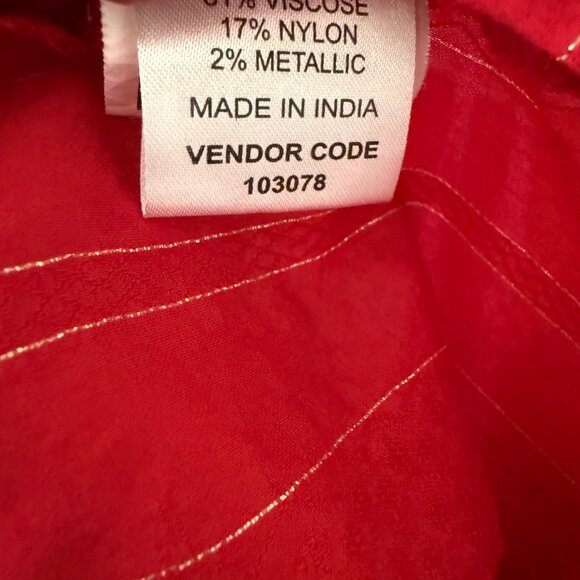 VISCOSE
17% NYLON
2% METALLIC
MADE IN INDIA
VENDOR CODE
103078